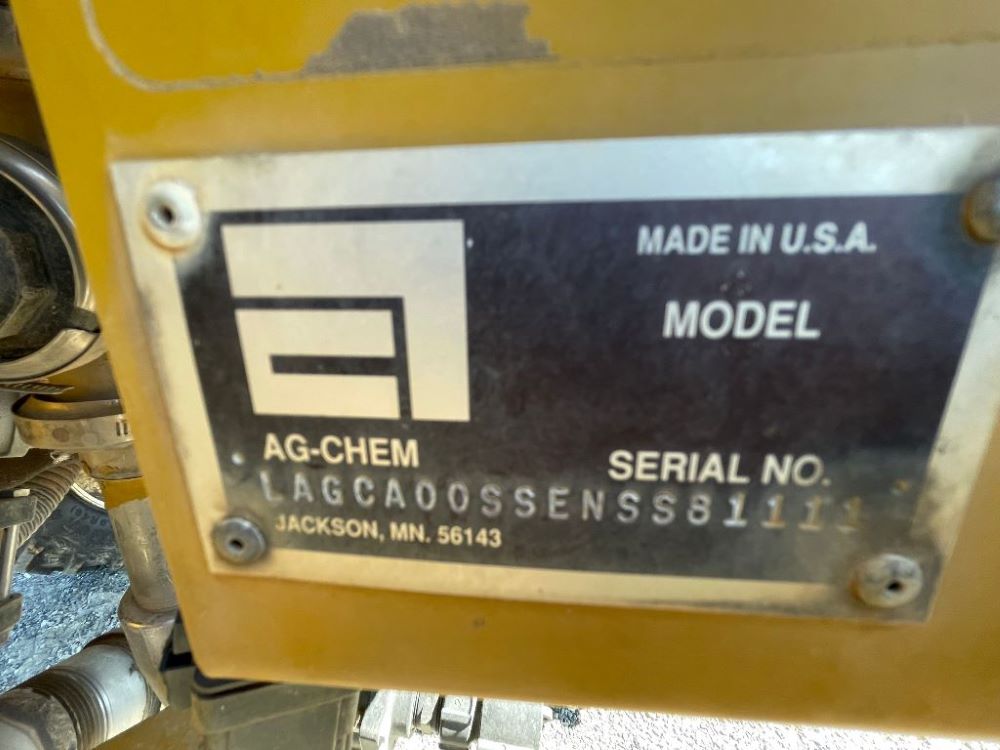 MADE IN U.S.A.
MODEL
AG-CHEM
SERIAL NO.
LAGCA00SSENSS81111
JACKSON, MN. 56143